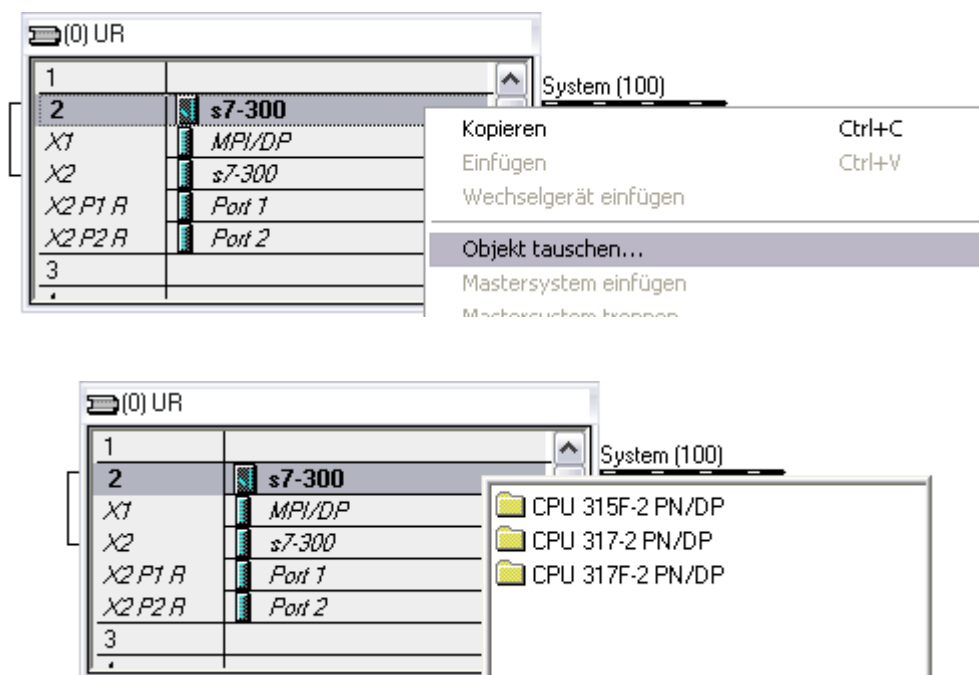 (0) UR
1
System (100)
2 s7-300
X1 MPI/DP
X2 s7-300
X2 P1 R Port 1
X2 P2 R Port 2
3
Kopieren Ctrl+C
Einfügen Ctrl+V
Wechselgerät einfügen
Objekt tauschen...
Mastersystem einfügen
Mastersystem trennen
(0) UR
1
System (100)
2 s7-300
X1 MPI/DP
X2 s7-300
X2 P1 R Port 1
X2 P2 R Port 2
3
CPU 315F-2 PN/DP
CPU 317-2 PN/DP
CPU 317F-2 PN/DP